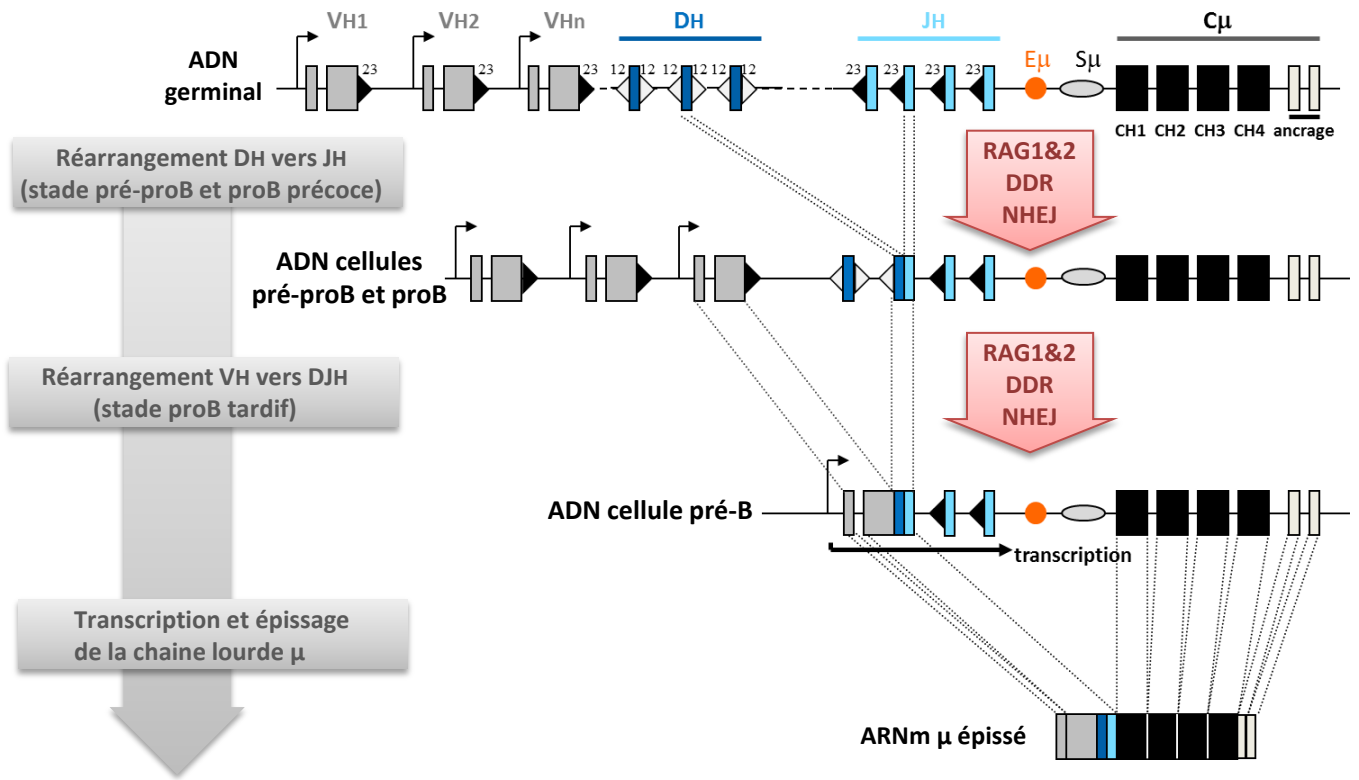 VH1 VH2 VHn DH JH Cµ
ADN
germinal
23 23 23 12 12 12 12 12 12 23 23 23 23
Eµ Sµ
CH1 CH2 CH3 CH4 ancrage
Réarrangement DH vers JH
(stade pré-proB et proB précoce)
RAG1&2
DDR
NHEJ
ADN cellules
pré-proB et proB
Réarrangement VH vers DJH
(stade proB tardif)
RAG1&2
DDR
NHEJ
ADN cellule pré-B
transcription
Transcription et épissage
de la chaine lourde µ
ARNm µ épissé